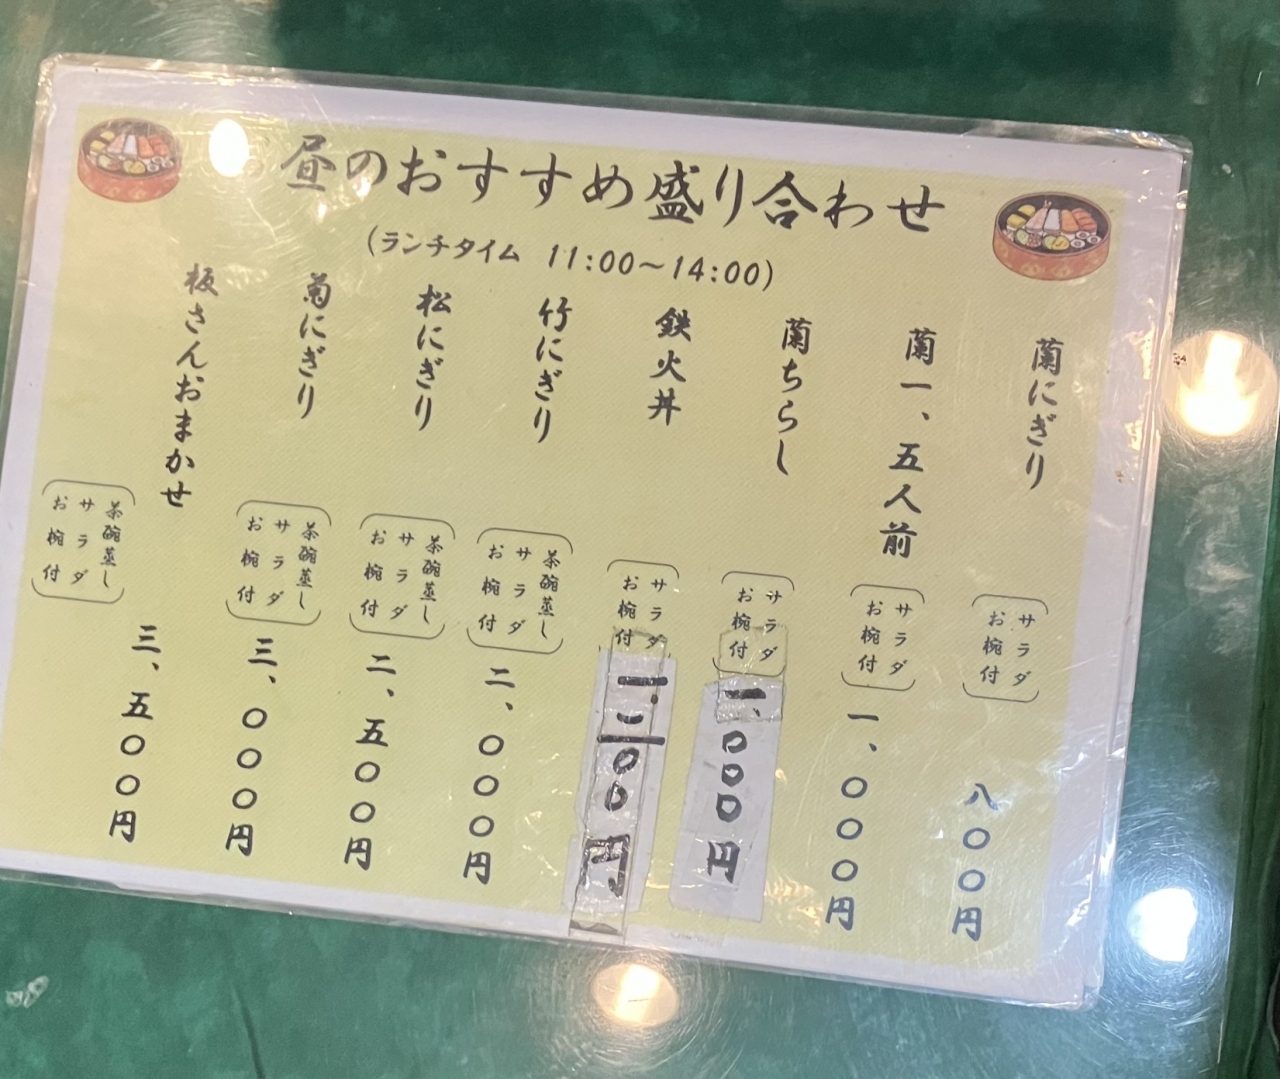 昼のおすすめ盛り合わせ
(ランチタイム 11:00～14:00)
蘭にぎり
サラダ
お椀付
八〇〇円
蘭一、五人前
サラダ
お椀付
一、〇〇〇円
蘭ちらし
サラダ
お椀付
一、〇〇〇円
鉄火丼
サラダ
お椀付
一、二〇〇円
竹にぎり
茶碗蒸し
サラダ
お椀付
二、〇〇〇円
松にぎり
茶碗蒸し
サラダ
お椀付
二、五〇〇円
菊にぎり
茶碗蒸し
サラダ
お椀付
三、〇〇〇円
板さんおまかせ
茶碗蒸し
サラダ
お椀付
三、五〇〇円